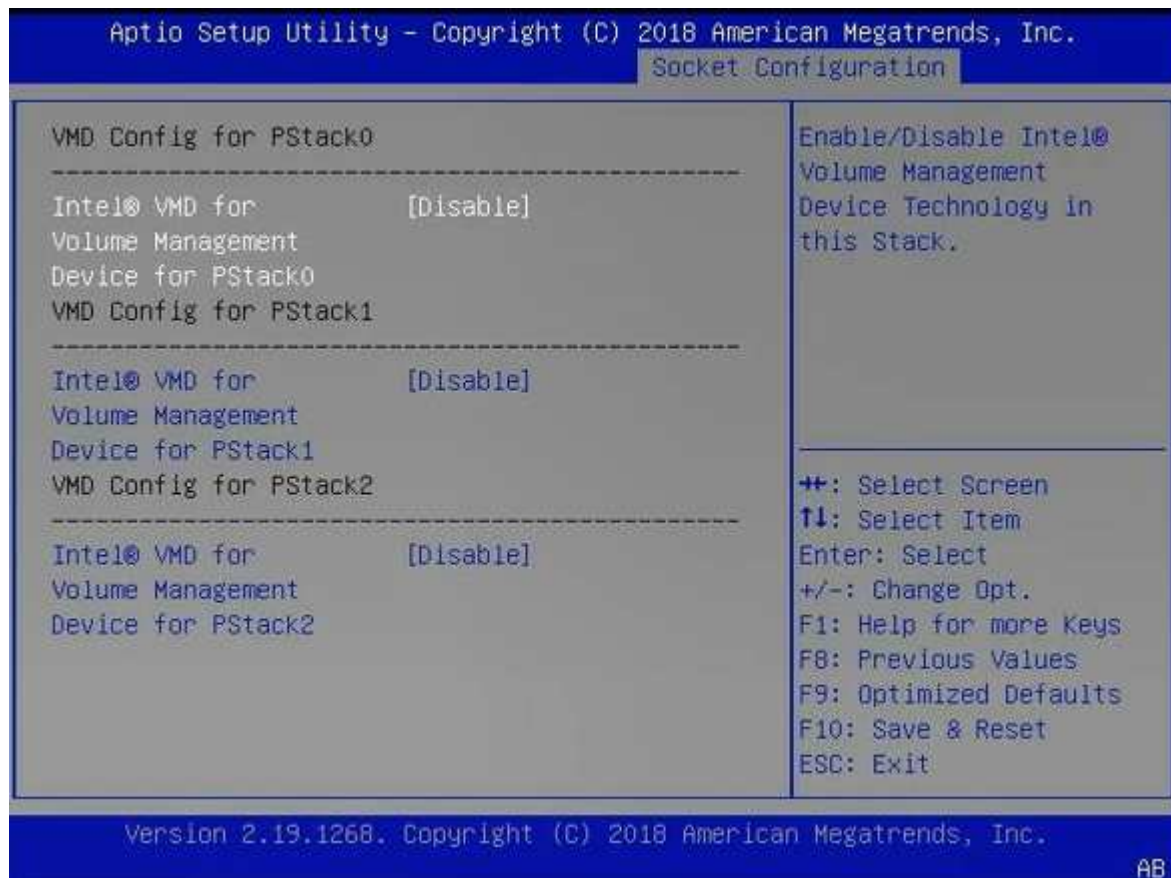 Aptio Setup Utility – Copyright (C) 2018 American Megatrends, Inc.
Socket Configuration
VMD Config for PStack0
------------------------------------------------
Intel® VMD for [Disable]
Volume Management
Device for PStack0
VMD Config for PStack1
------------------------------------------------
Intel® VMD for [Disable]
Volume Management
Device for PStack1
VMD Config for PStack2
------------------------------------------------
Intel® VMD for [Disable]
Volume Management
Device for PStack2
Enable/Disable Intel®
Volume Management
Device Technology in
this Stack.
→←: Select Screen
↑↓: Select Item
Enter: Select
+/-: Change Opt.
F1: Help for more Keys
F8: Previous Values
F9: Optimized Defaults
F10: Save & Reset
ESC: Exit
Version 2.19.1268. Copyright (C) 2018 American Megatrends, Inc.
AB